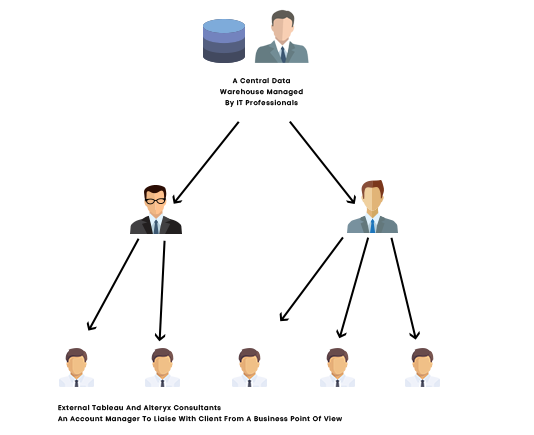 A Central Data
Warehouse Managed
By IT Professionals
External Tableau And Alteryx Consultants
An Account Manager To Liaise With Client From A Business Point Of View